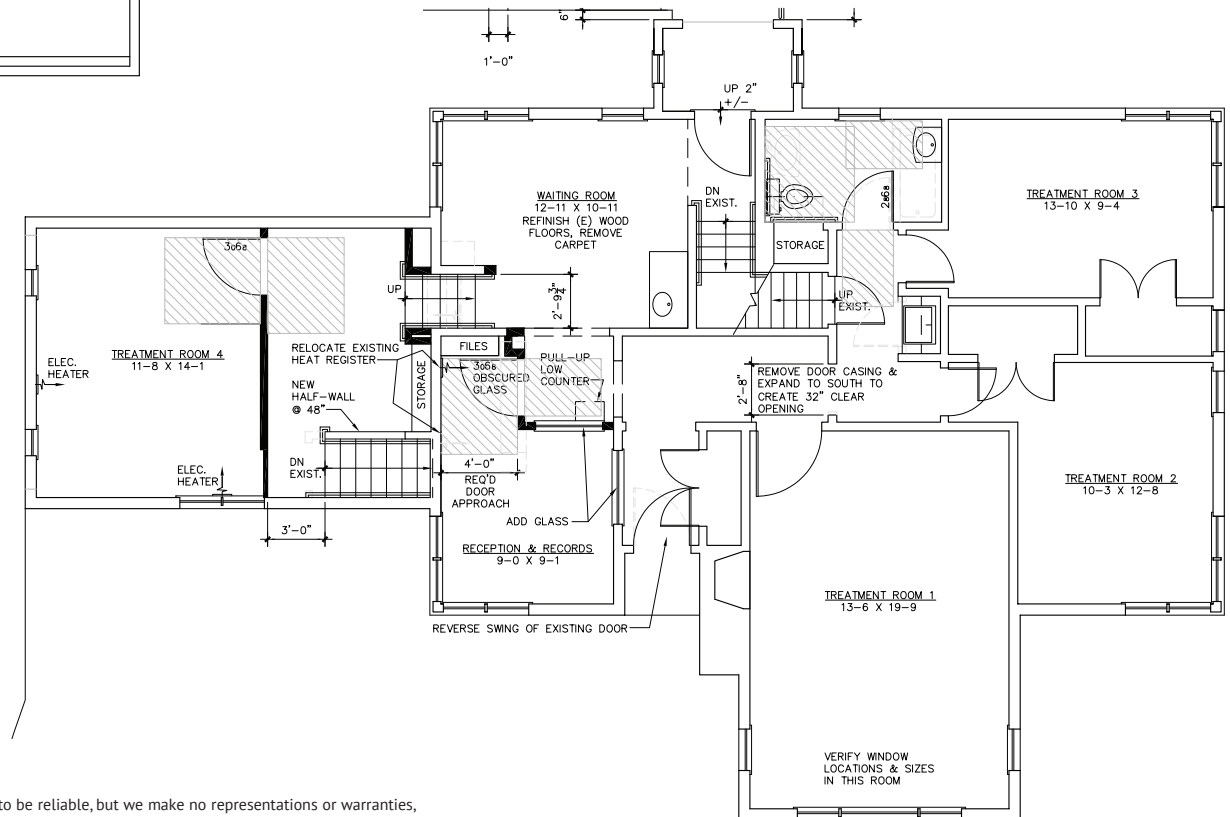 6"
1'-0"
UP 2"
+/-
WAITING ROOM
12-11 X 10-11
REFINISH (E) WOOD
FLOORS, REMOVE
CARPET
DN
EXIST.
2868
STORAGE
TREATMENT ROOM 3
13-10 X 9-4
3068
UP
2'-9¾"
UP
EXIST.
TREATMENT ROOM 4
11-8 X 14-1
ELEC.
HEATER
RELOCATE EXISTING
HEAT REGISTER
NEW
HALF-WALL
@ 48"
STORAGE
FILES
3068
OBSCURED
GLASS
PULL-UP
LOW
COUNTER
2'-8"
REMOVE DOOR CASING &
EXPAND TO SOUTH TO
CREATE 32" CLEAR
OPENING
ELEC.
HEATER
DN
EXIST.
4'-0"
REQ'D
DOOR
APPROACH
ADD GLASS
TREATMENT ROOM 2
10-3 X 12-8
3'-0"
RECEPTION & RECORDS
9-0 X 9-1
TREATMENT ROOM 1
13-6 X 19-9
REVERSE SWING OF EXISTING DOOR
VERIFY WINDOW
LOCATIONS & SIZES
IN THIS ROOM
to be reliable, but we make no representations or warranties,